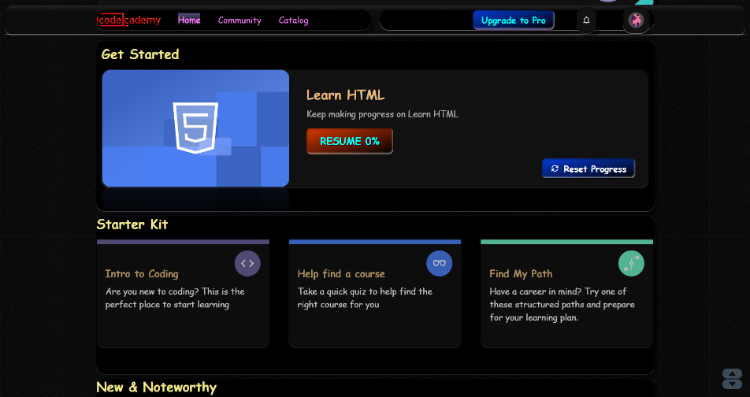 code|cademy Home Community Catalog Upgrade to Pro
Get Started
Learn HTML
Keep making progress on Learn HTML
RESUME 0%
Reset Progress
Starter Kit
Intro to Coding
Are you new to coding? This is the
perfect place to start learning
Help find a course
Take a quick quiz to help find the
right course for you
Find My Path
Have a career in mind? Try one of
these structured paths and prepare
for your learning plan.
New & Noteworthy